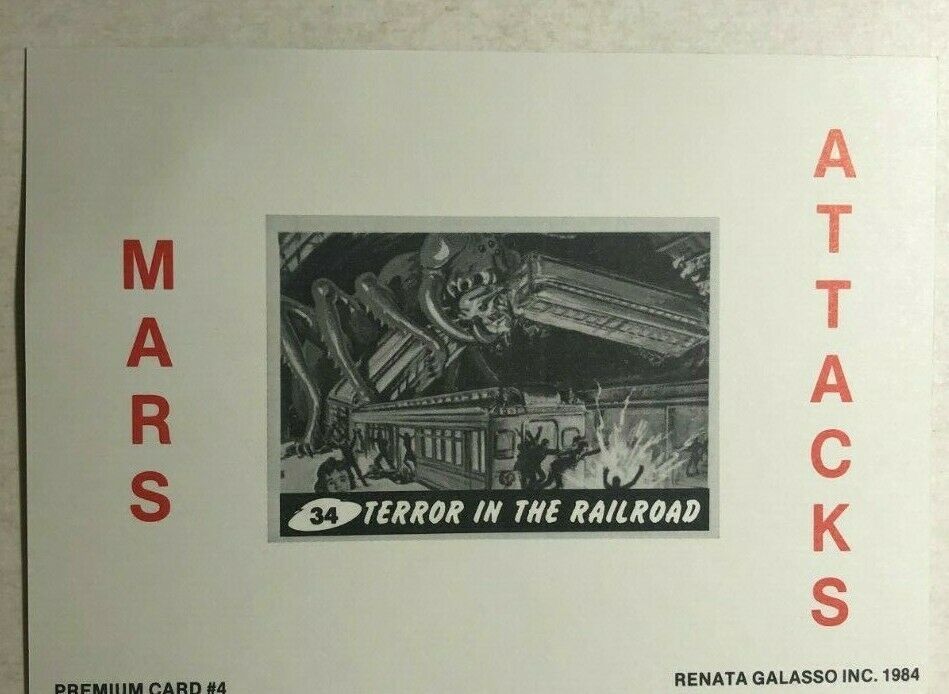 MARS
ATTACKS
34 TERROR IN THE RAILROAD
PREMIUM CARD #4
RENATA GALASSO INC. 1984